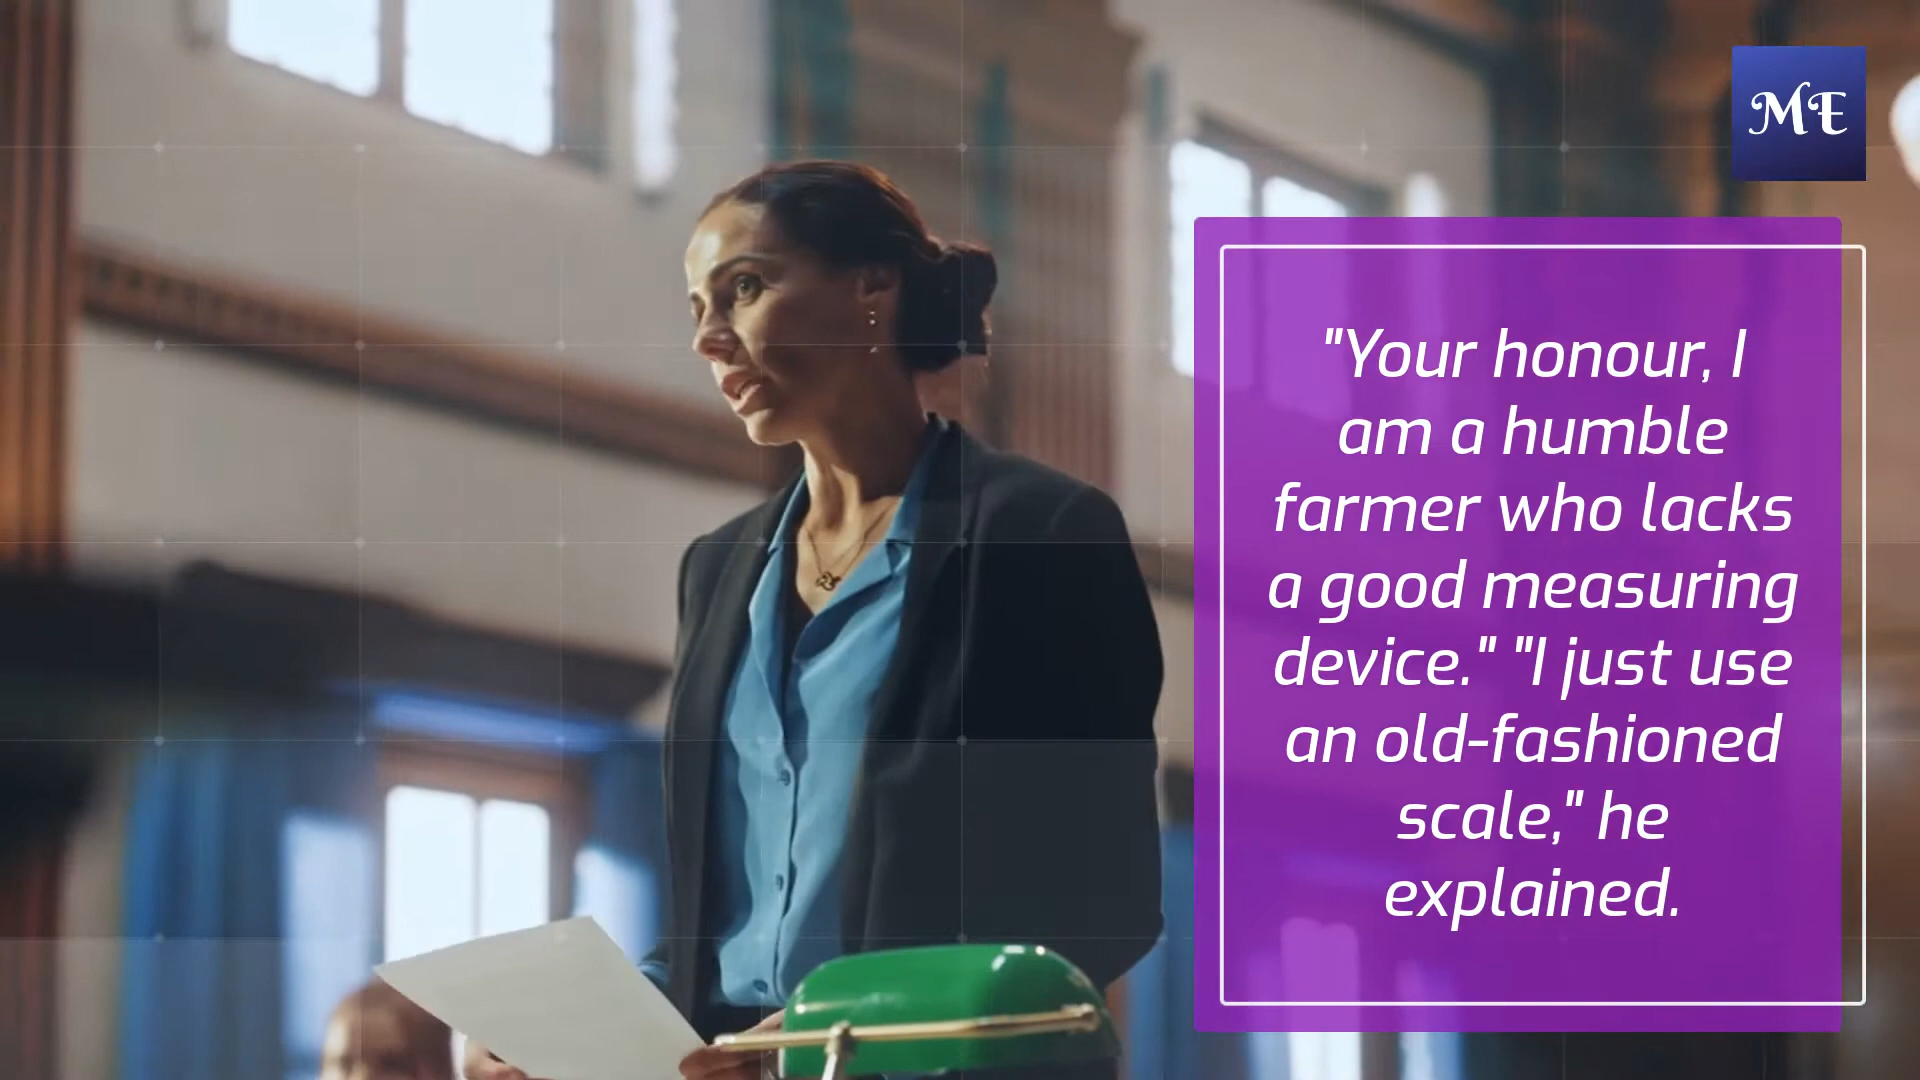 ME
"Your honour, I
am a humble
farmer who lacks
a good measuring
device." "I just use
an old-fashioned
scale," he
explained.